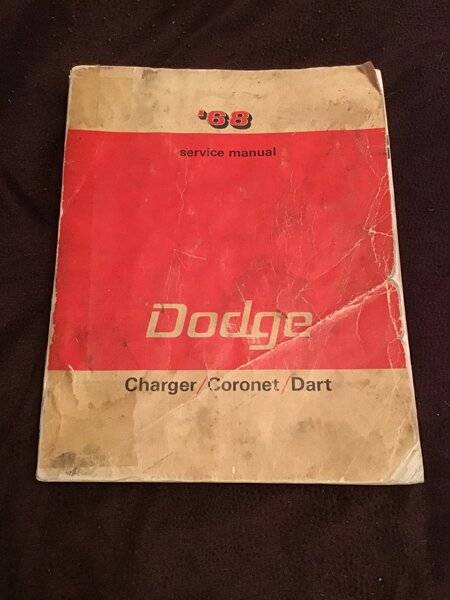 '68
service manual
Dodge
Charger/Coronet/Dart